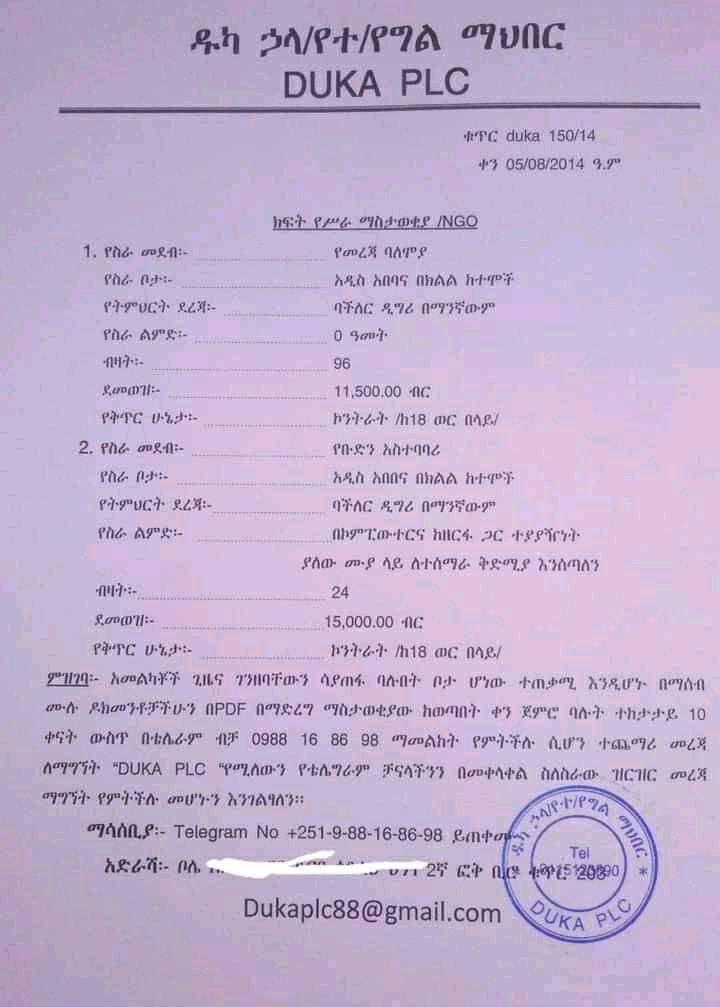 ዱካ ኃላ/የተ/የግል ማህበር
DUKA PLC
ቁጥር duka 150/14
ቀን 05/08/2014 ዓ.ም
ክፍት የሥራ ማስታወቂያ /NGO
1. የስራ መደብ፡- የመረጃ ባለሞያ
የስራ ቦታ፡- አዲስ አበባና በክልል ከተሞች
የትምህርት ደረጃ፡- ባችለር ዲግሪ በማንኛውም
የስራ ልምድ፡- 0 ዓመት
ብዛት፡- 96
ደመወዝ፡- 11,500.00 ብር
የቅጥር ሁኔታ፡- ኮንትራት /ከ18 ወር በላይ/
2. የስራ መደብ፡- የቡድን አስተባባሪ
የስራ ቦታ፡- አዲስ አበበና በክልል ከተሞች
የትምህርት ደረጃ፡- ባችለር ዲግሪ በማንኛውም
የስራ ልምድ፡- በኮምፒውተርና ከዘርፋ ጋር ተያያዥነት
ያለው ሙያ ላይ ለተሰማራ ቅድሚያ እንሰጣለን
ብዛት፡- 24
ደመወዝ፡- 15,000.00 ብር
የቅጥር ሁኔታ፡- ኮንትራት /ከ18 ወር በላይ/
ምዝገባ፡- አመልካቾች ጊዜና ገንዘባቸውን ሳያጠፋ ባሉበት ቦታ ሆነው ተጠቃሚ እንዲሆኑ በማሰብ
ሙሉ ዶክመንቶቻችሁን በPDF በማድረግ ማስታወቂያው ከወጣበት ቀን ጀምሮ ባሉት ተከታታይ 10
ቀናት ውስጥ በቴሌራም ብቻ 0988 16 86 98 ማመልከት የምትችሉ ሲሆን ተጨማሪ መረጃ
ለማግኘት “DUKA PLC “የሚለውን የቴሌግራም ቻናላችንን በመቀላቀል ስለስራው ዝርዝር መረጃ
ማግኘት የምትችሉ መሆኑን እንገልፃለን፡፡
ማሳሰቢያ፡- Telegram No +251-9-88-16-86-98 ይጠቀሙ
አድራሻ፡- ቦሌ 2ኛ ፎቅ ቢሮ ቁጥር 203
Dukaplc88@gmail.com
ዱካ ኃላ/የተ/የግል ማህበር
Tel
DUKA PLC